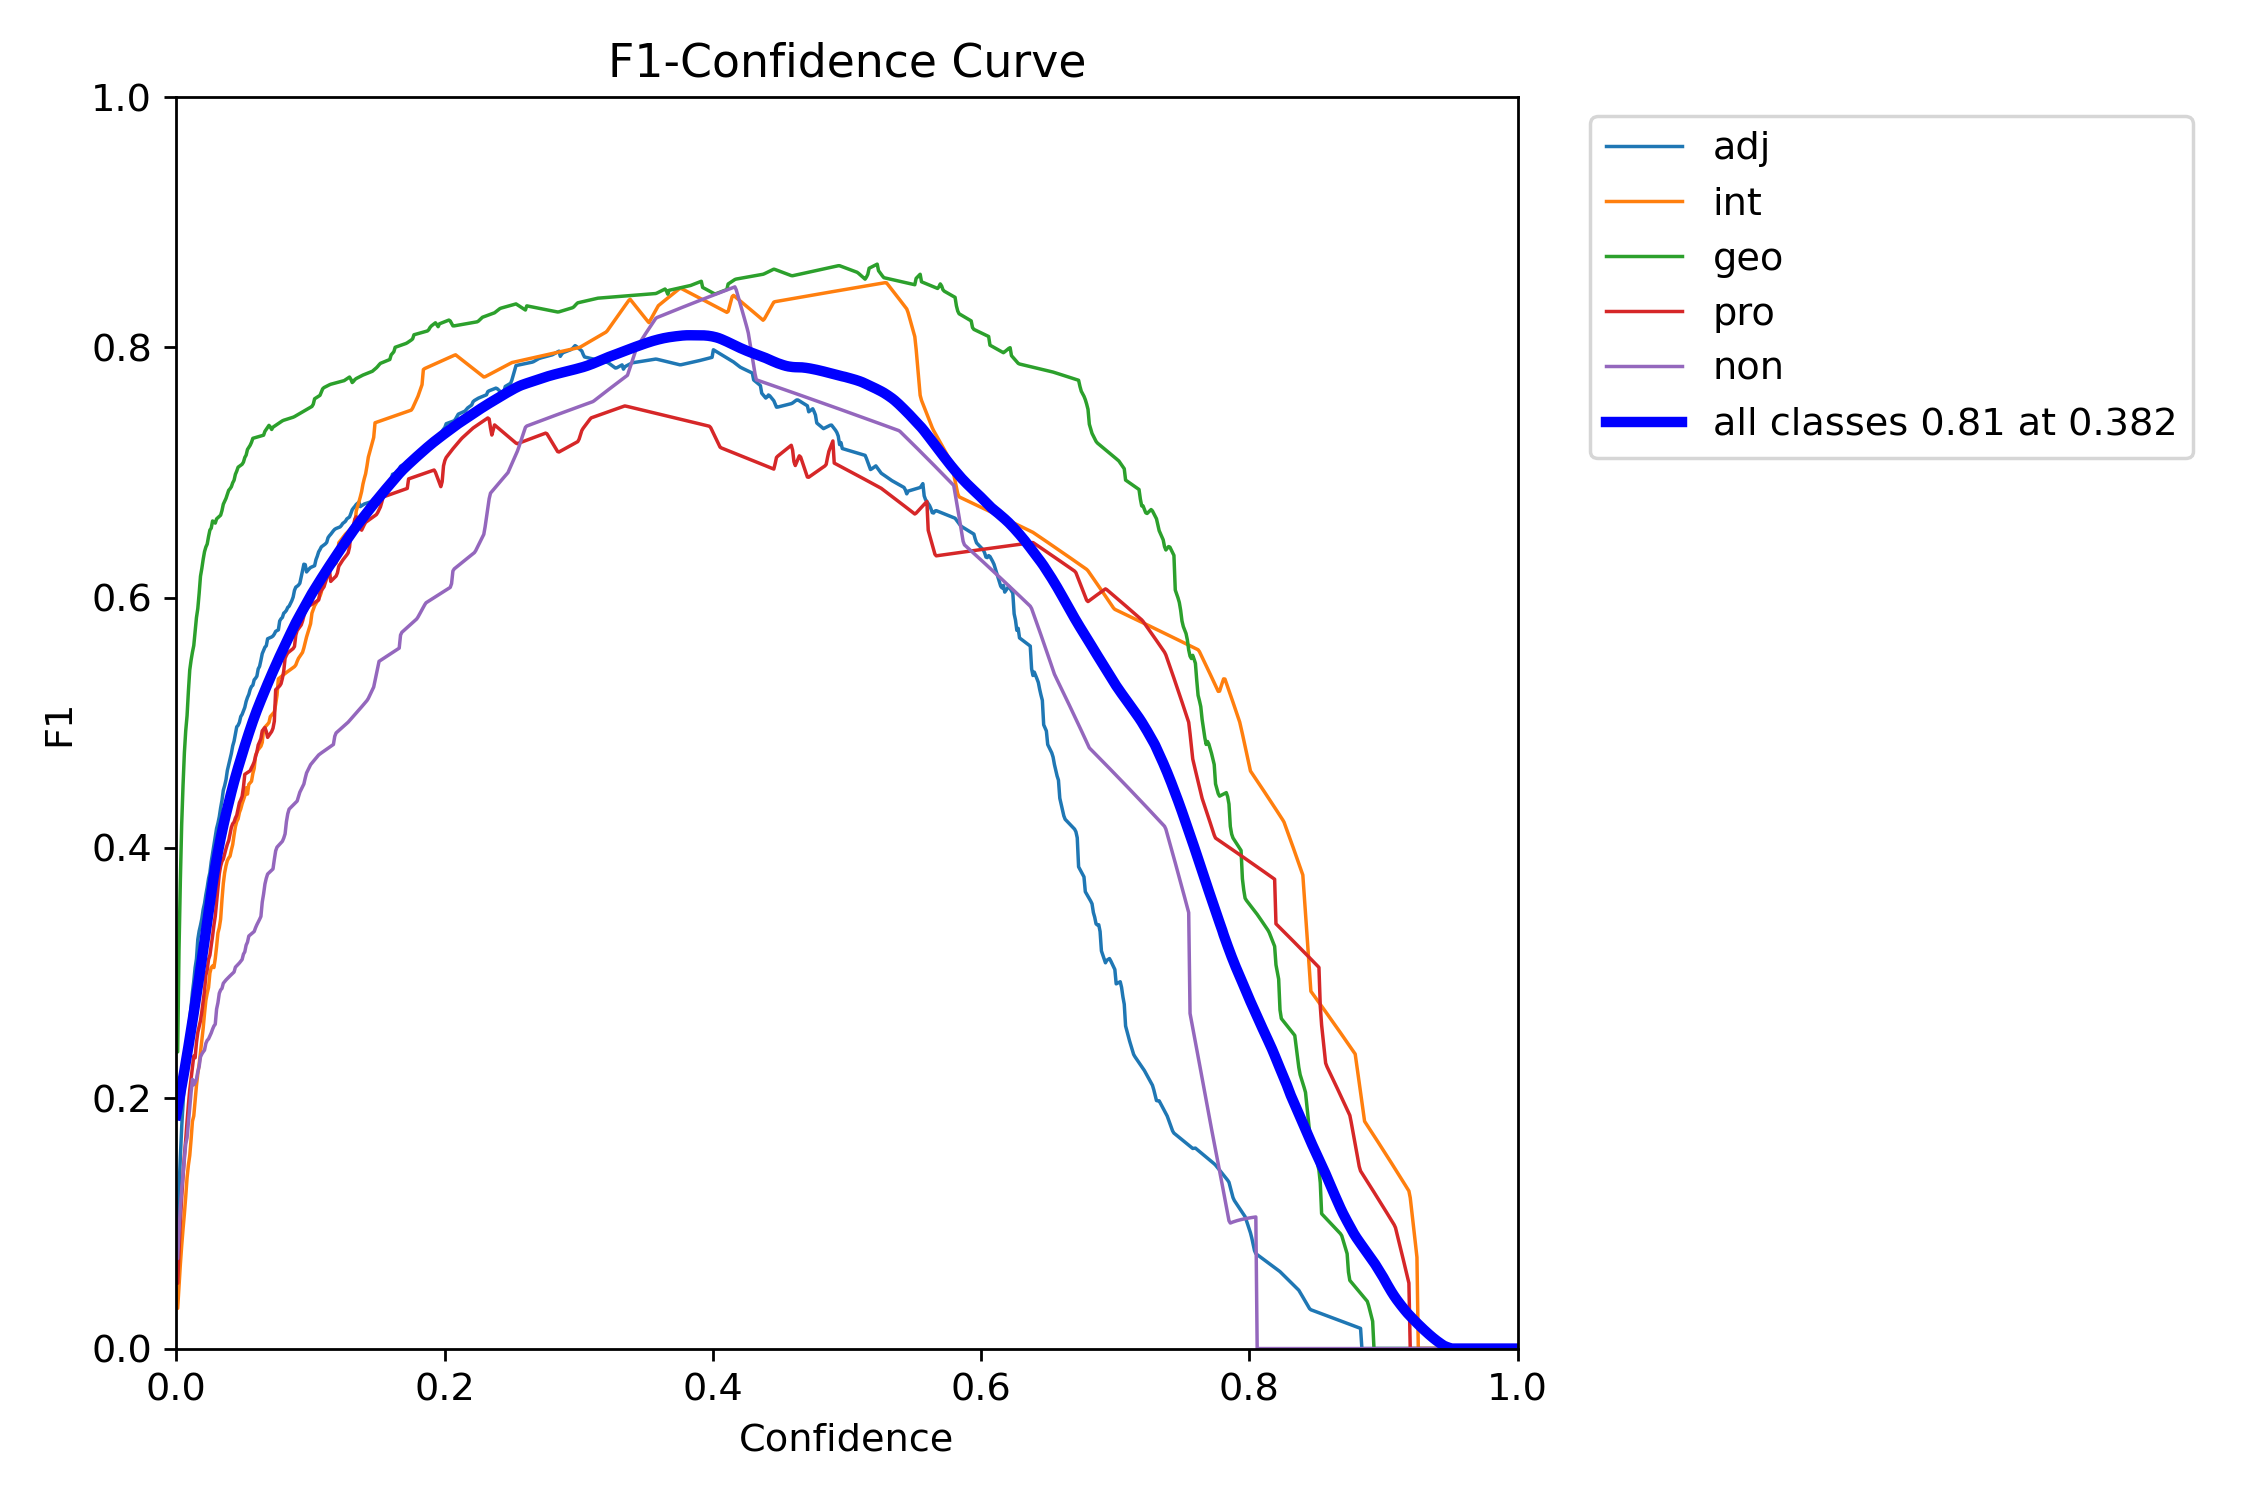 F1-Confidence Curve
1.0
0.8
0.6
0.4
0.2
0.0
F1
0.0 0.2 0.4 0.6 0.8 1.0
Confidence
adj
int
geo
pro
non
all classes 0.81 at 0.382